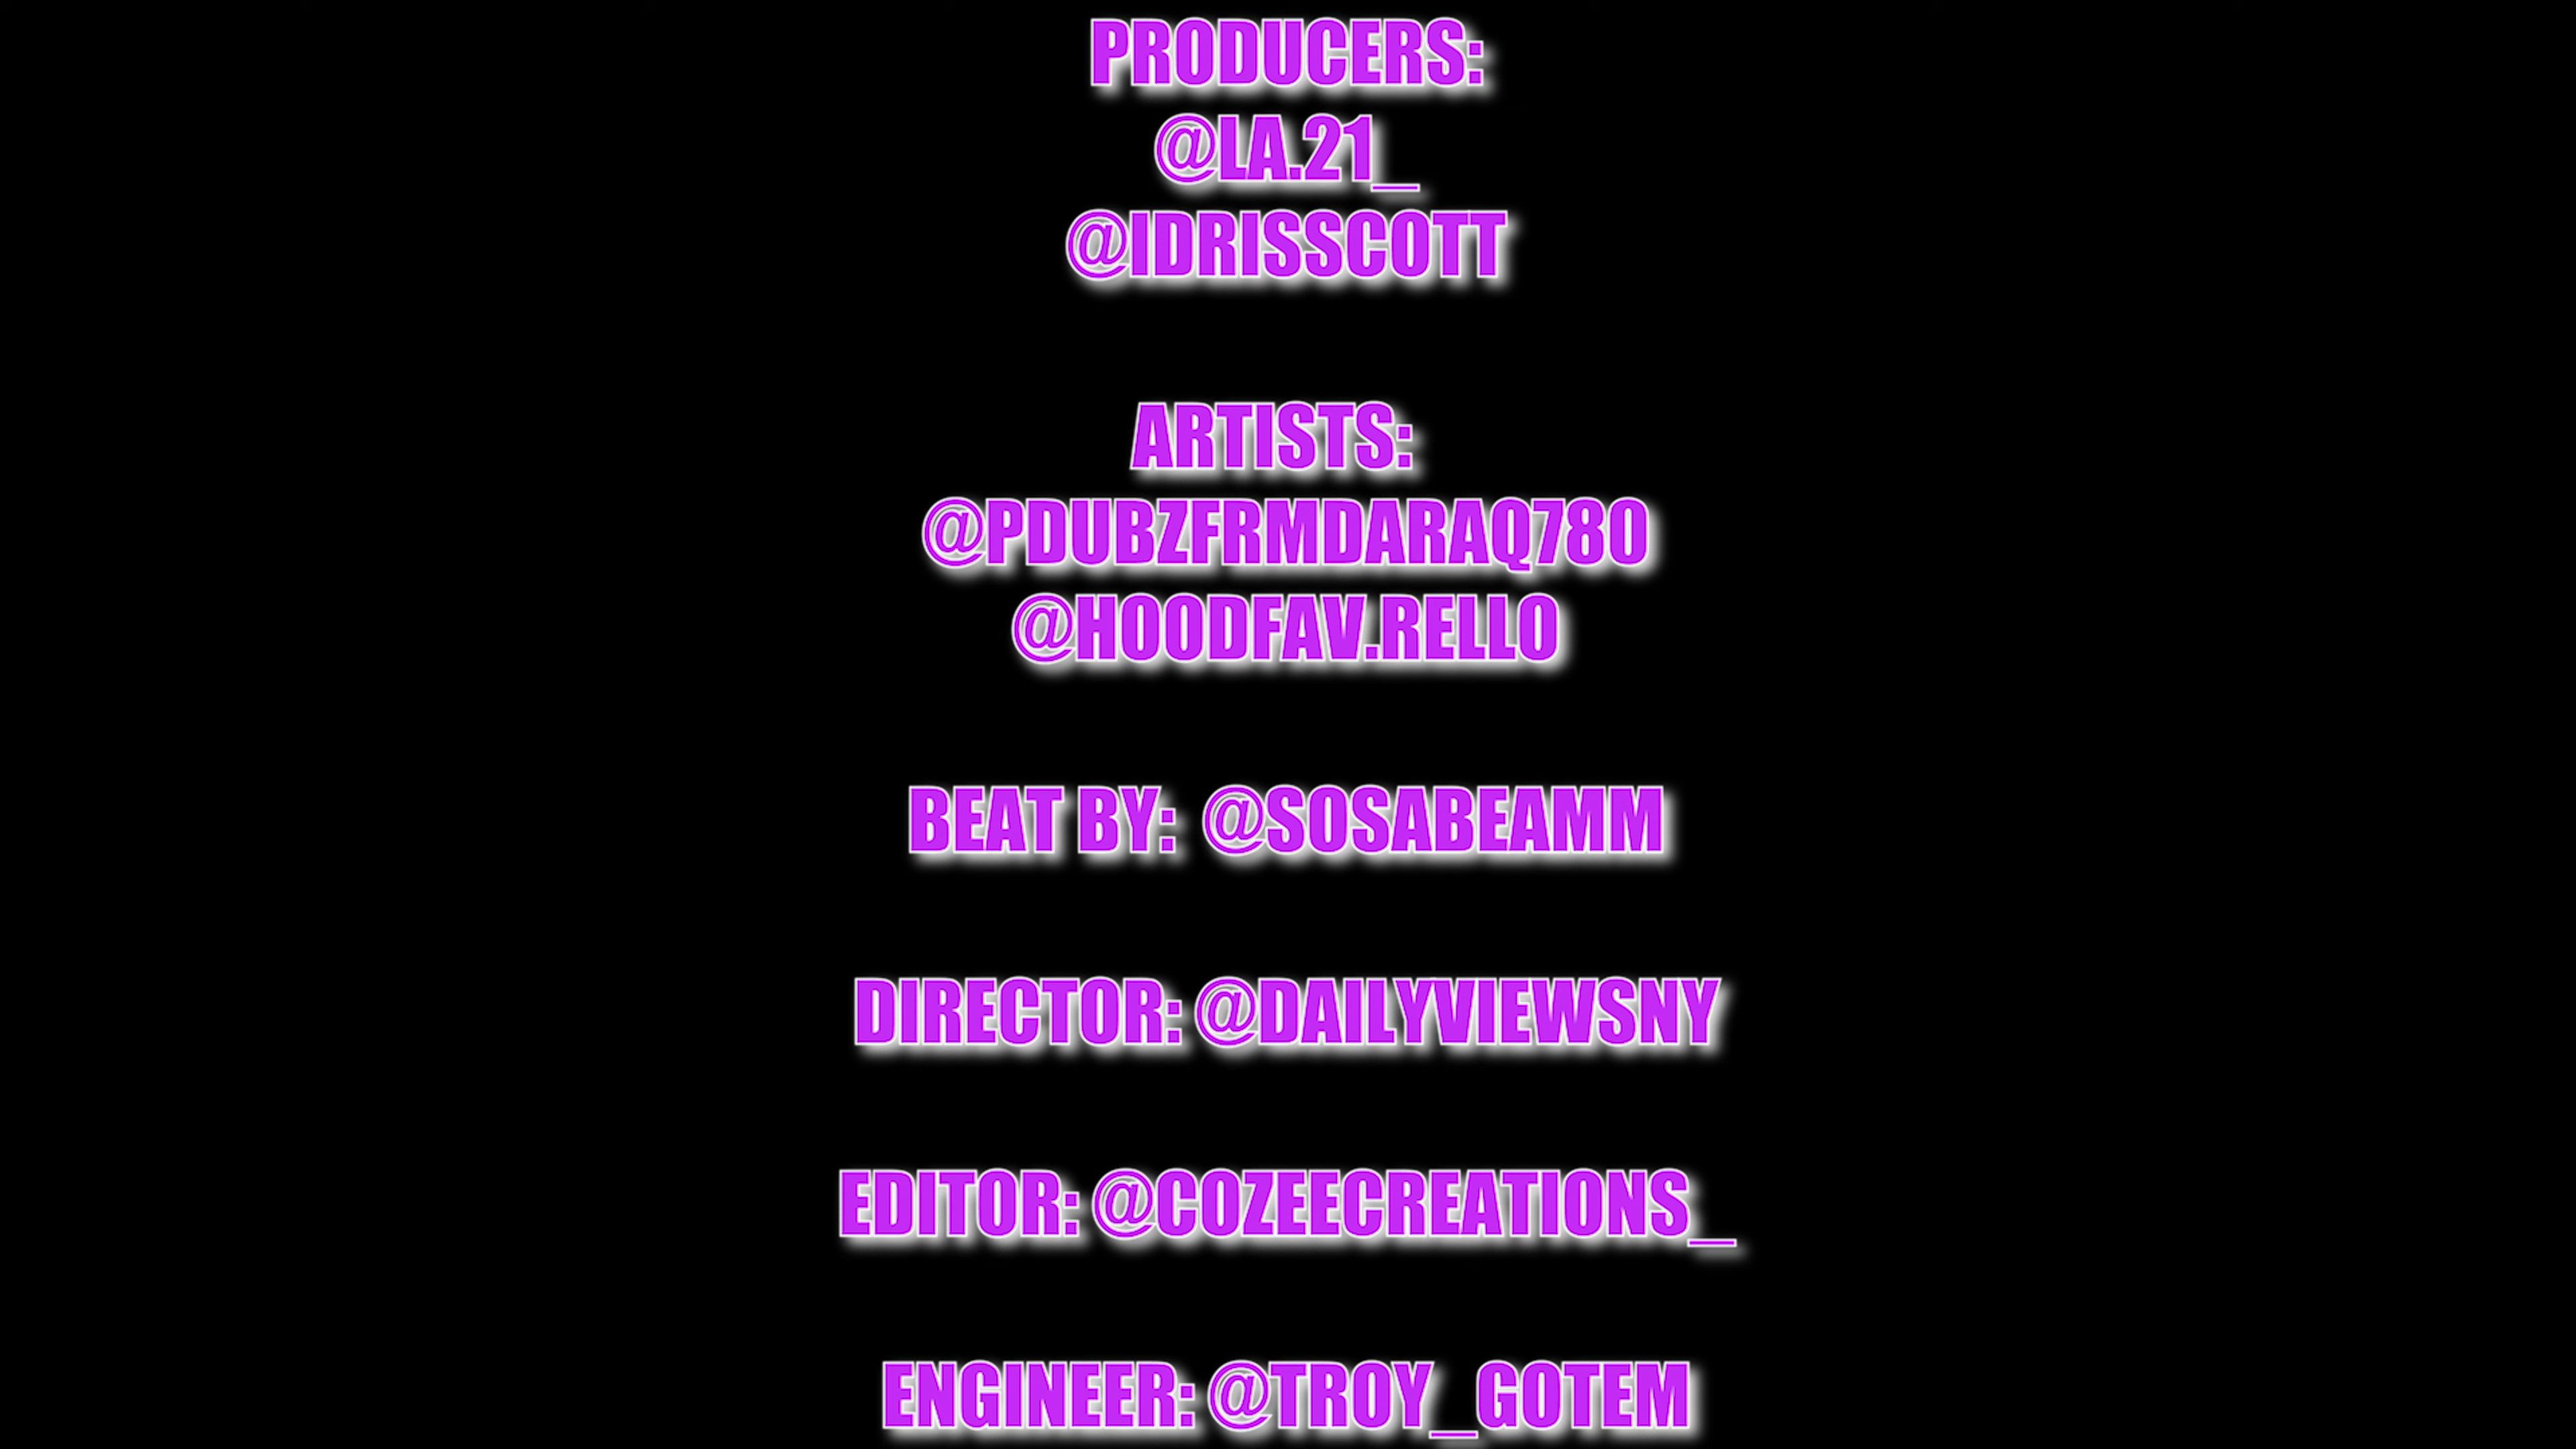 PRODUCERS:
@LA.21_
@IDRISSCOTT
ARTISTS:
@PDUBZFRMDARAQ780
@HOODFAV.RELLO
BEAT BY: @SOSABEAMM
DIRECTOR: @DAILYVIEWSNY
EDITOR: @COZEECREATIONS_
ENGINEER: @TROY_GOTEM